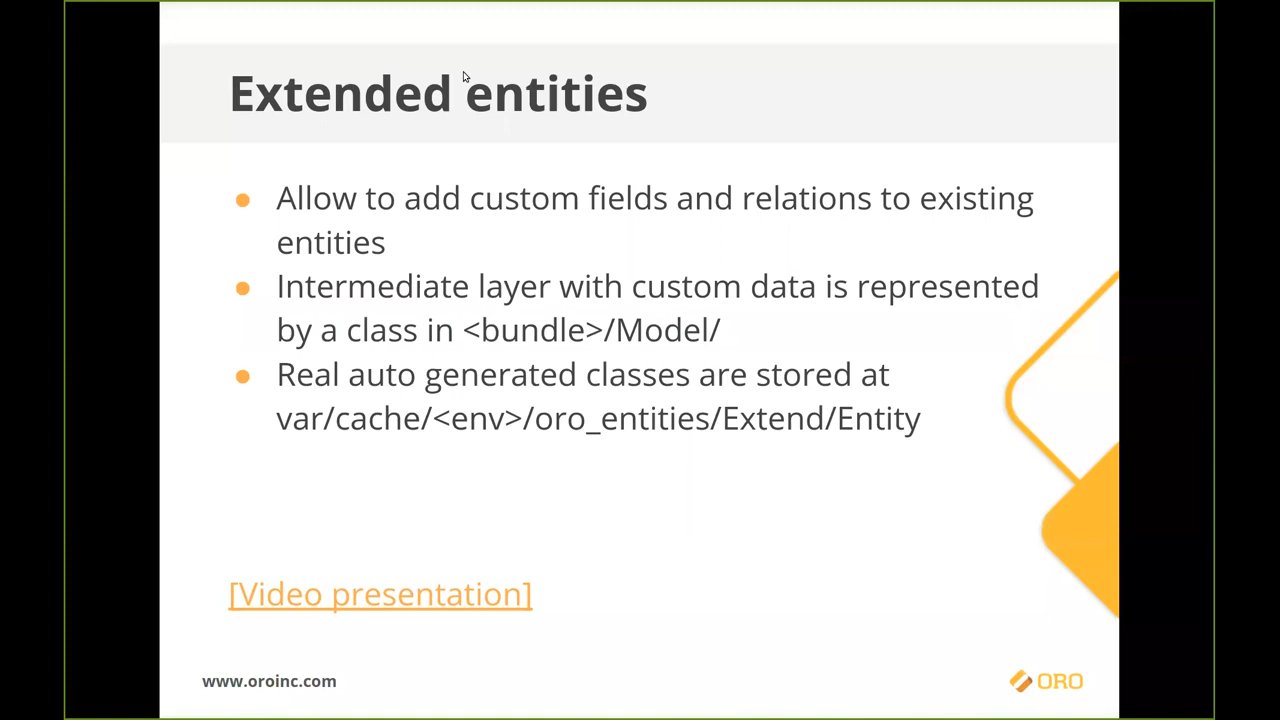 Extended entities
● Allow to add custom fields and relations to existing
entities
● Intermediate layer with custom data is represented
by a class in <bundle>/Model/
● Real auto generated classes are stored at
var/cache/<env>/oro_entities/Extend/Entity
[Video presentation]
www.oroinc.com
ORO